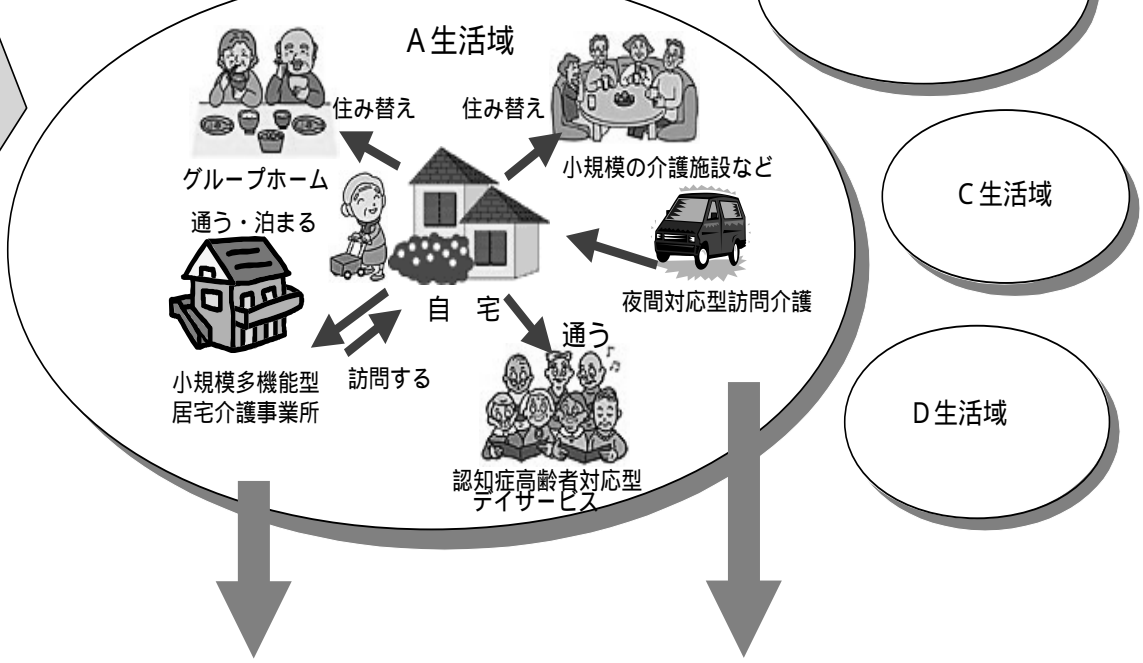 A生活域
住み替え
住み替え
グループホーム
小規模の介護施設など
通う・泊まる
C生活域
自 宅
夜間対応型訪問介護
通う
訪問する
小規模多機能型
居宅介護事業所
D生活域
認知症高齢者対応型
デイサービス